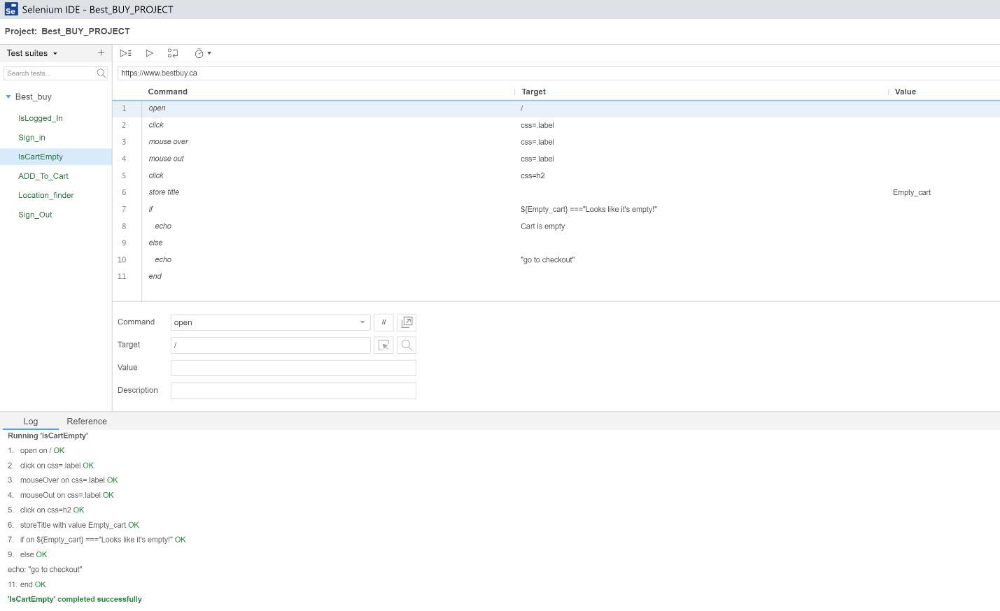 Selenium IDE - Best_BUY_PROJECT
Project: Best_BUY_PROJECT
Test suites
Search tests...
https://www.bestbuy.ca
Best_buy
IsLogged_In
Sign_in
IsCartEmpty
ADD_To_Cart
Location_finder
Sign_Out
Command Target Value
1 open /
2 click css=.label
3 mouse over css=.label
4 mouse out css=.label
5 click css=h2
6 store title Empty_cart
7 if ${Empty_cart} ==="Looks like it's empty!"
8 echo Cart is empty
9 else
10 echo "go to checkout"
11 end
Command open //
Target /
Value
Description
Log Reference
Running 'IsCartEmpty'
1. open on / OK
2. click on css=.label OK
3. mouseOver on css=.label OK
4. mouseOut on css=.label OK
5. click on css=h2 OK
6. storeTitle with value Empty_cart OK
7. if on ${Empty_cart} ==="Looks like it's empty!" OK
9. else OK
echo: "go to checkout"
11. end OK
'IsCartEmpty' completed successfully